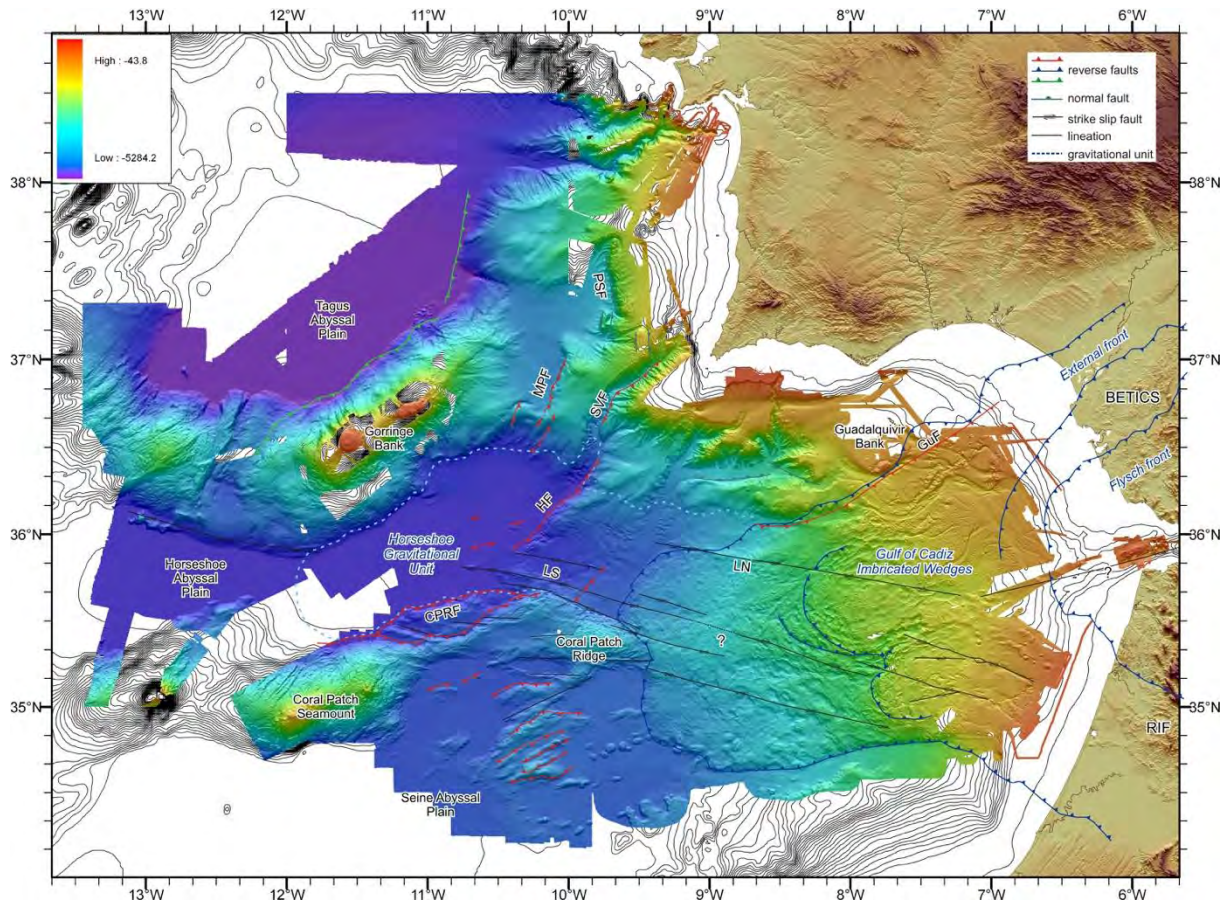 13°W
12°W
11°W
10°W
9°W
8°W
7°W
6°W
High : -43.8
Low : -5284.2
reverse faults
normal fault
strike slip fault
lineation
gravitational unit
38°N
38°N
PSF
Tagus
Abyssal
Plain
37°N
37°N
External front
MPF
SVF
BETICS
Gorringe
Bank
Guadalquivir
Bank
GuF
Flysch front
HF
36°N
36°N
Horseshoe
Gravitational
Unit
Gulf of Cadiz
Imbricated Wedges
?
Horseshoe
Abyssal
Plain
LS
LN
CPRF
Coral Patch
Ridge
?
Coral Patch
Seamount
35°N
35°N
RIF
Seine Abyssal
Plain
13°W
12°W
11°W
10°W
9°W
8°W
7°W
6°W